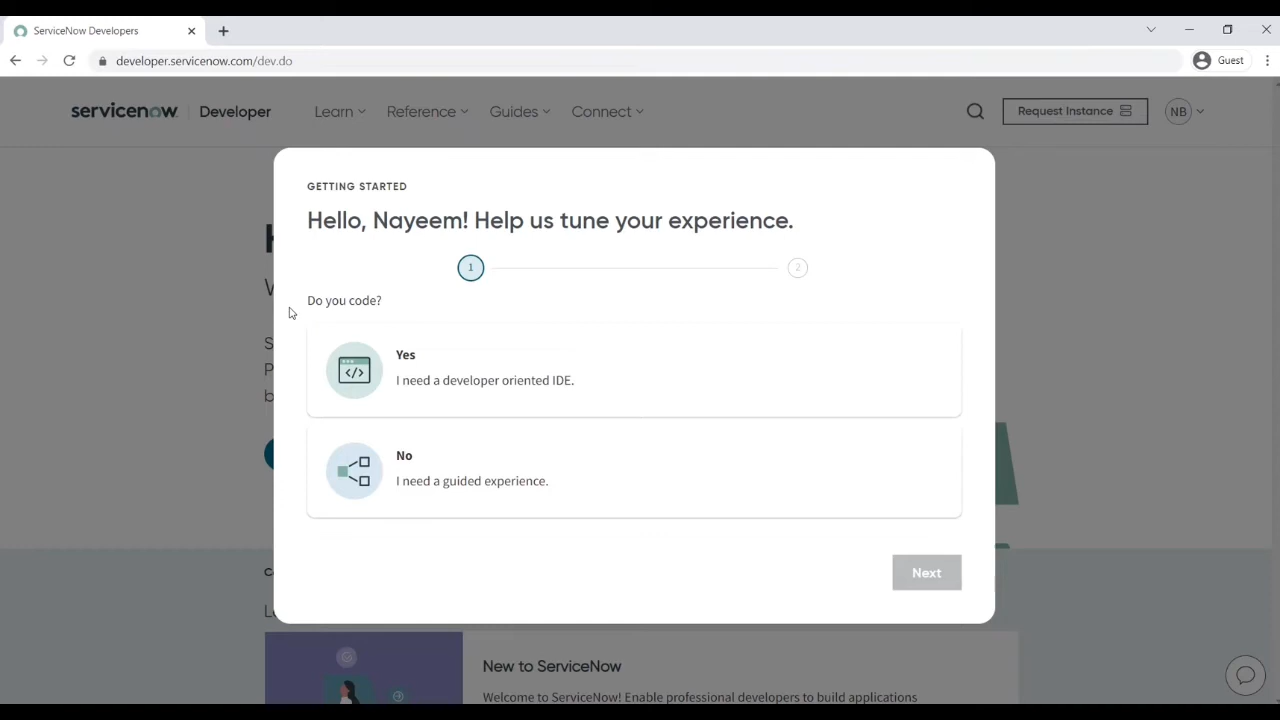 ServiceNow Developers
developer.servicenow.com/dev.do
Guest
servicenow Developer Learn Reference Guides Connect Request Instance NB
GETTING STARTED
Hello, Nayeem! Help us tune your experience.
1 2
Do you code?
Yes
I need a developer oriented IDE.
No
I need a guided experience.
Next
New to ServiceNow
Welcome to ServiceNow! Enable professional developers to build applications